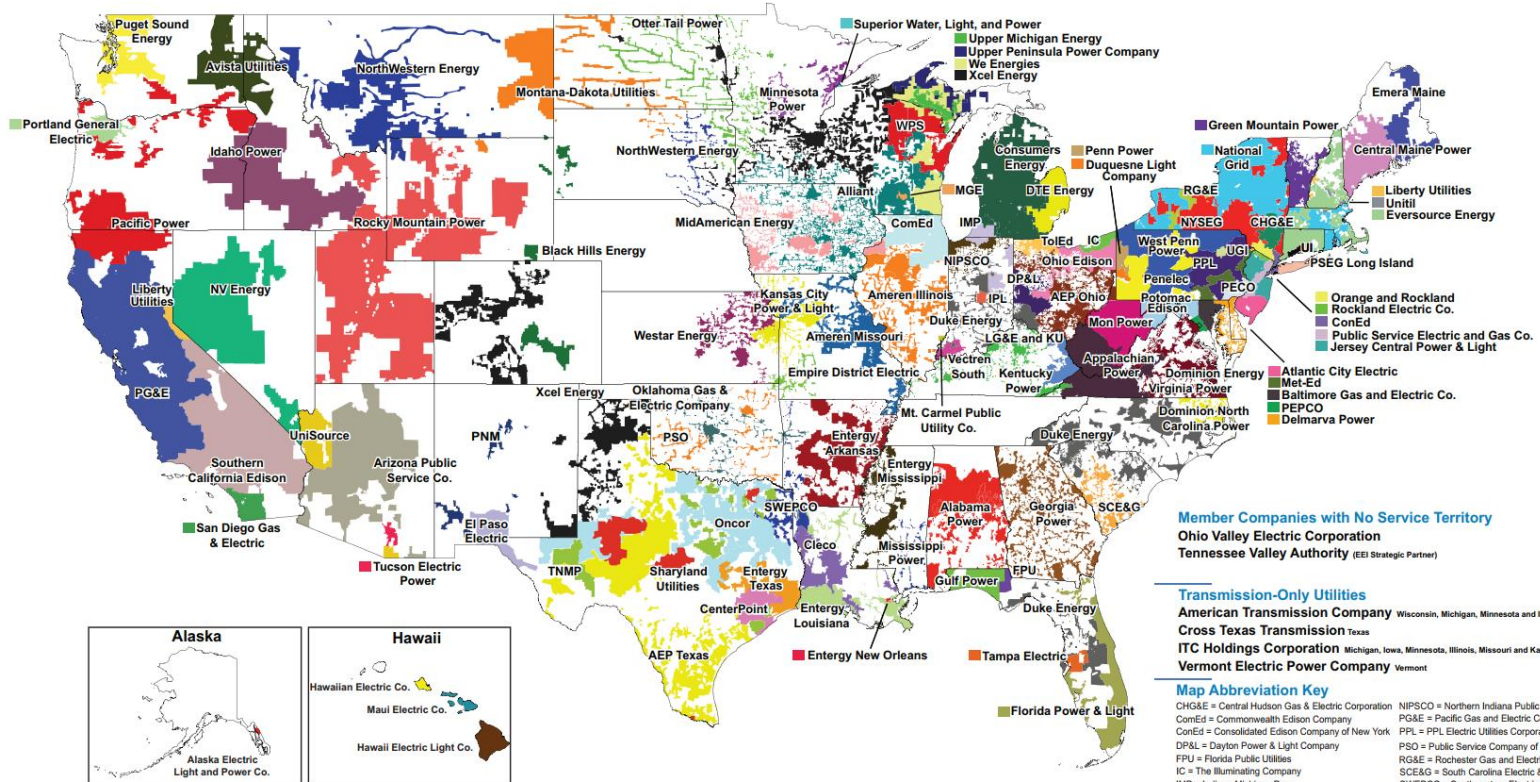 Puget Sound
Energy
Avista Utilities
NorthWestern Energy
Montana-Dakota Utilities
Otter Tail Power
Minnesota
Power
Superior Water, Light, and Power
Upper Michigan Energy
Upper Peninsula Power Company
We Energies
Xcel Energy
Portland General
Electric
Idaho Power
NorthWestern Energy
WPS
Consumers
Energy
Penn Power
Duquesne Light
Company
Green Mountain Power
National
Grid
Emera Maine
Central Maine Power
Pacific Power
Rocky Mountain Power
Black Hills Energy
MidAmerican Energy
Alliant
MGE
DTE Energy
ComEd
IMP
RG&E
NYSEG
CHG&E
Liberty Utilities
Unitil
Eversource Energy
Liberty
Utilities
NV Energy
NIPSCO
TolEd
IC
Ohio Edison
West Penn
Power
UGI
PPL
UI
PSEG Long Island
Penelec
PECO
Kansas City
Power & Light
Ameren Illinois
DP&L
IPL
AEP Ohio
Potomac
Edison
Orange and Rockland
Rockland Electric Co.
ConEd
Public Service Electric and Gas Co.
Jersey Central Power & Light
Westar Energy
Ameren Missouri
Duke Energy
Mon Power
LG&E and KU
Vectren
South
Appalachian
Power
Kentucky
Power
Dominion Energy
Virginia Power
Atlantic City Electric
Met-Ed
Baltimore Gas and Electric Co.
PEPCO
Delmarva Power
PG&E
Empire District Electric
Mt. Carmel Public
Utility Co.
Dominion North
Carolina Power
Xcel Energy
Oklahoma Gas &
Electric Company
UniSource
PNM
PSO
Entergy
Arkansas
Duke Energy
Southern
California Edison
Arizona Public
Service Co.
Entergy
Mississippi
San Diego Gas
& Electric
El Paso
Electric
Oncor
SWEPCO
Alabama
Power
Georgia
Power
SCE&G
Cleco
Mississippi
Power
Tucson Electric
Power
TNMP
Sharyland
Utilities
Entergy
Texas
Gulf Power
FPU
CenterPoint
Entergy
Louisiana
Duke Energy
AEP Texas
Entergy New Orleans
Tampa Electric
Florida Power & Light
Alaska
Alaska Electric
Light and Power Co.
Hawaii
Hawaiian Electric Co.
Maui Electric Co.
Hawaii Electric Light Co.
Member Companies with No Service Territory
Ohio Valley Electric Corporation
Tennessee Valley Authority (EEI Strategic Partner)
Transmission-Only Utilities
American Transmission Company Wisconsin, Michigan, Minnesota and
Cross Texas Transmission Texas
ITC Holdings Corporation Michigan, Iowa, Minnesota, Illinois, Missouri and
Vermont Electric Power Company Vermont
Map Abbreviation Key
CHG&E = Central Hudson Gas & Electric Corporation
ComEd = Commonwealth Edison Company
ConEd = Consolidated Edison Company of New York
DP&L = Dayton Power & Light Company
FPU = Florida Public Utilities
IC = The Illuminating Company
NIPSCO = Northern Indiana Public
PG&E = Pacific Gas and Electric
PPL = PPL Electric Utilities
PSO = Public Service Company of
RG&E = Rochester Gas and
SCE&G = South Carolina Electric